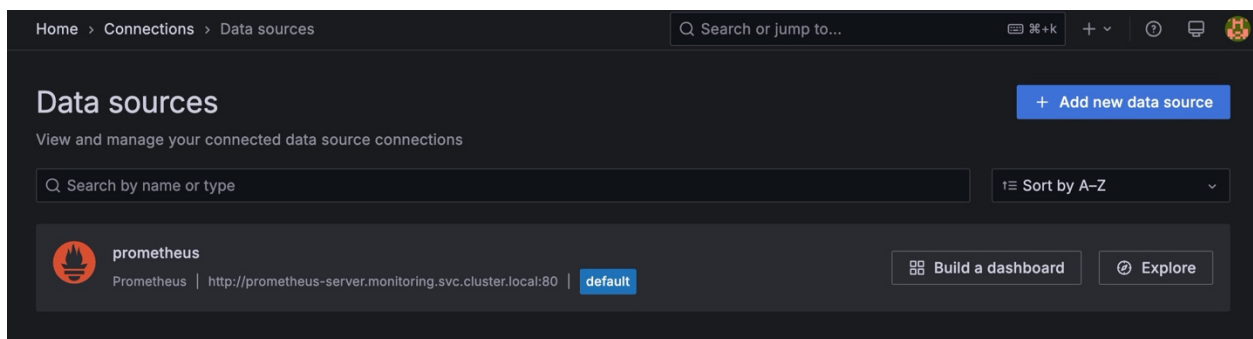 Home > Connections > Data sources
Search or jump to...
⌘+k
Data sources
+ Add new data source
View and manage your connected data source connections
Search by name or type
Sort by A–Z
prometheus
Prometheus | http://prometheus-server.monitoring.svc.cluster.local:80 | default
Build a dashboard
Explore